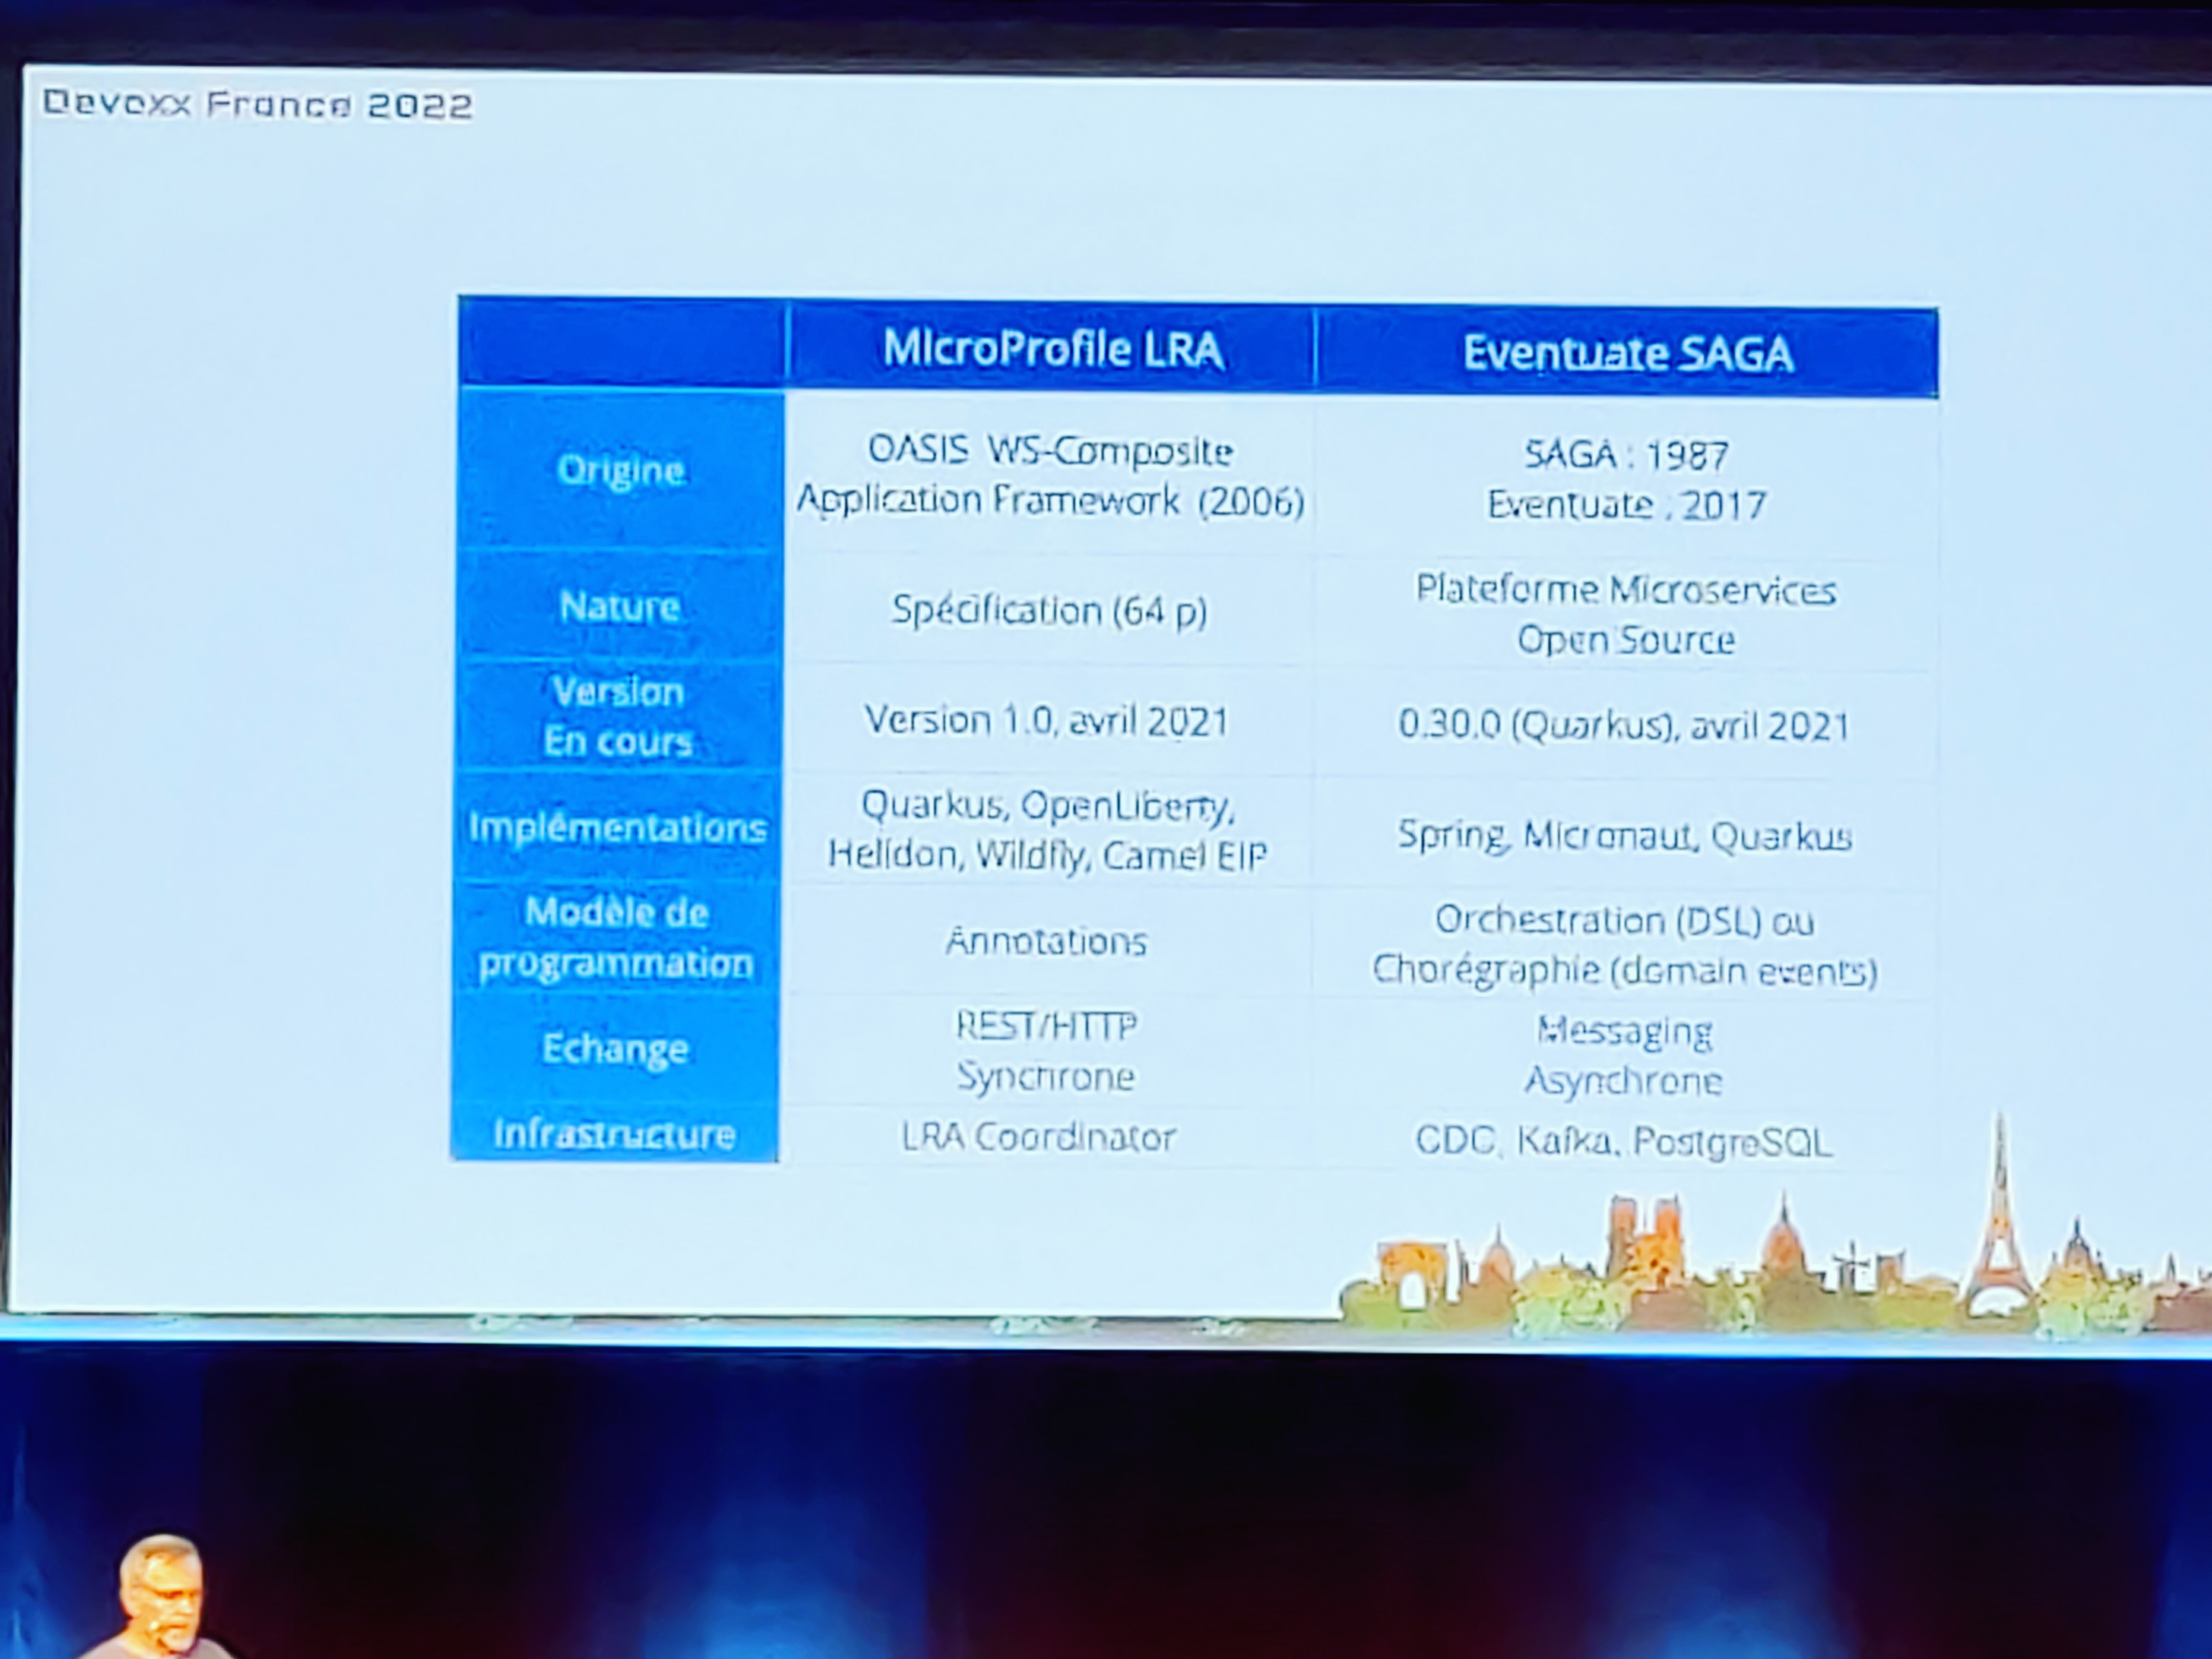 Devoxx France 2022
MicroProfile LRA
Eventuate SAGA
Origine
OASIS WS-Composite
Application Framework (2006)
SAGA : 1987
Eventuate : 2017
Nature
Spécification (64 p)
Plateforme Microservices
Open Source
Version
En cours
Version 1.0, avril 2021
0.30.0 (Quarkus), avril 2021
Implémentations
Quarkus, OpenLiberty,
Helidon, Wildfly, Camel EIP
Spring, Micronaut, Quarkus
Modèle de
programmation
Annotations
Orchestration (DSL) ou
Chorégraphie (domain events)
Echange
REST/HTTP
Synchrone
Messaging
Asynchrone
Infrastructure
LRA Coordinator
CDC, Kafka, PostgreSQL